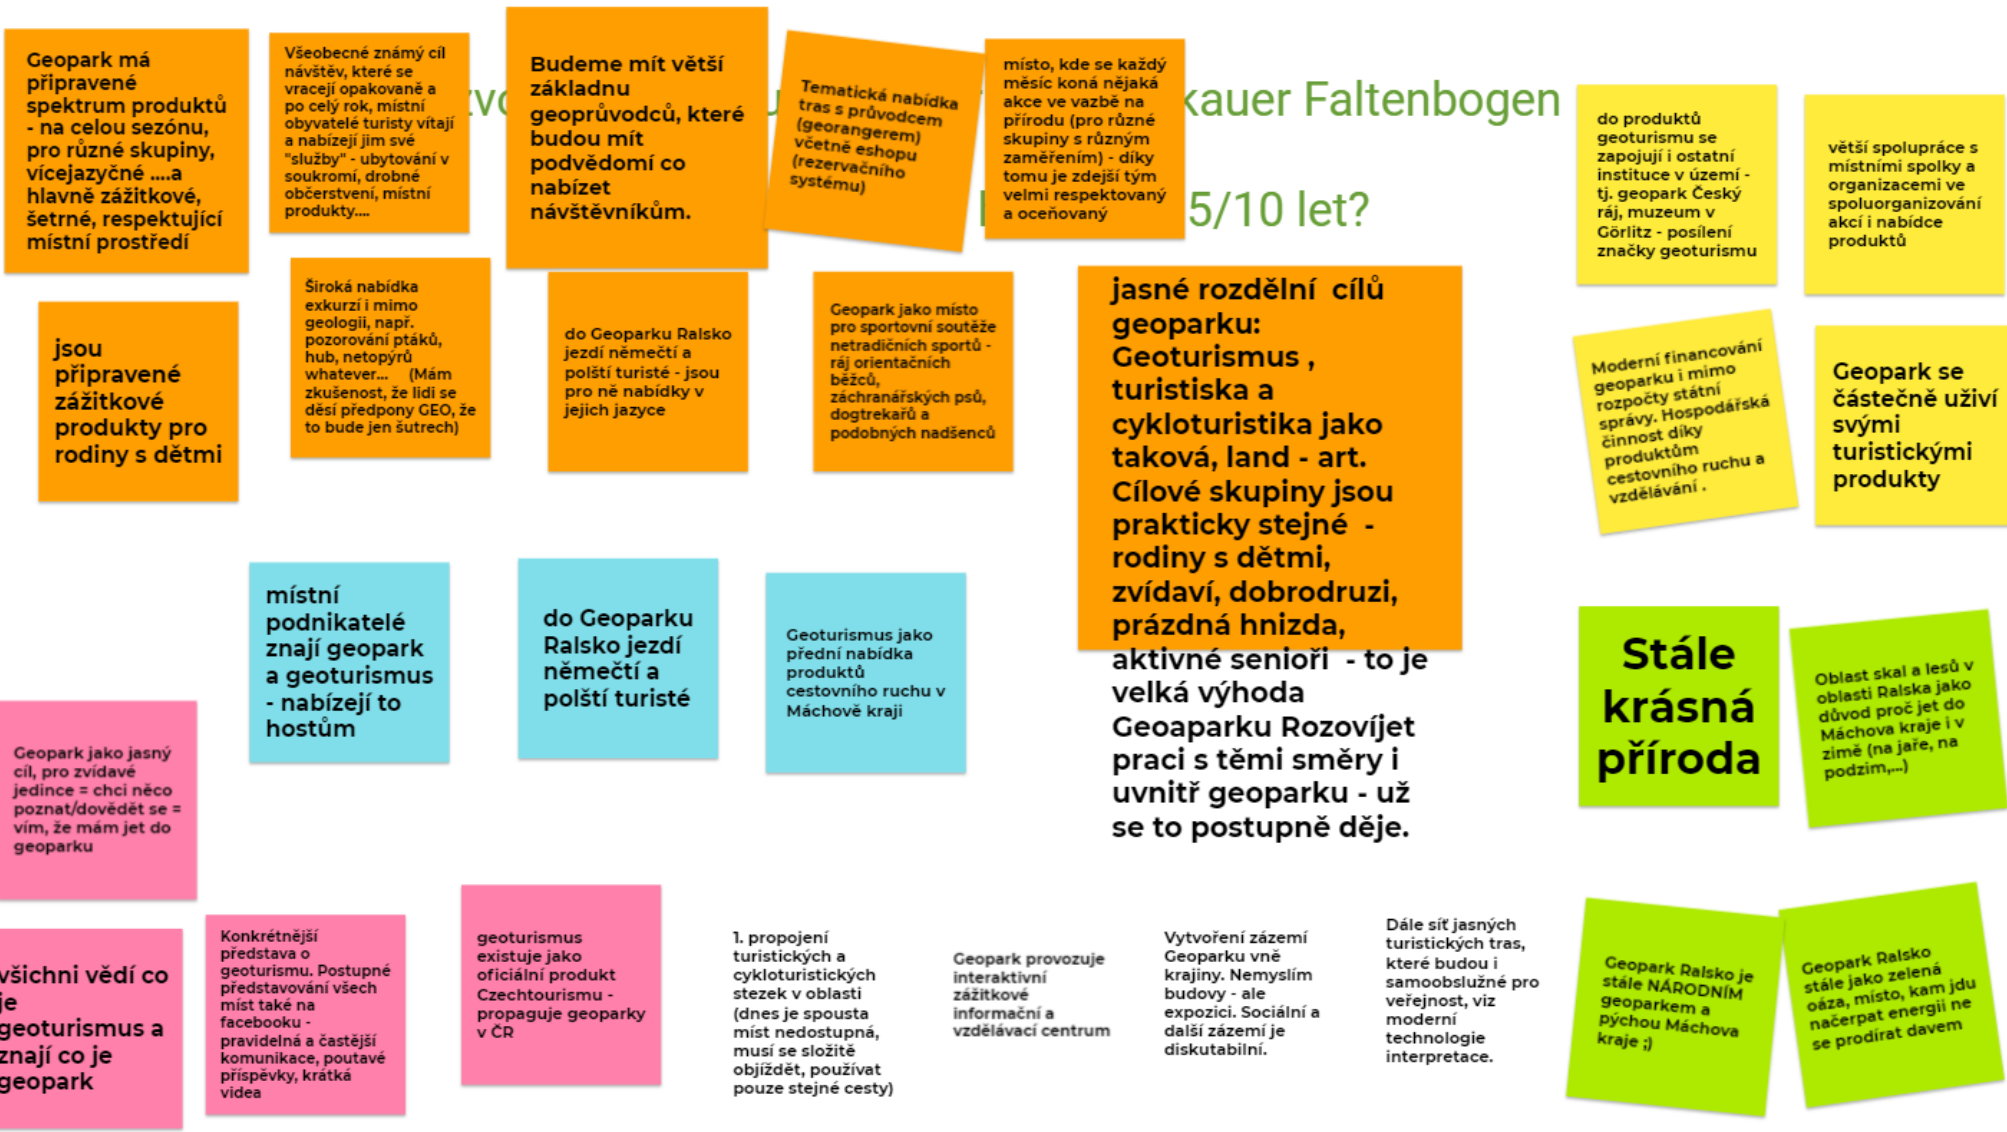 Geopark má
připravené
spektrum produktů
- na celou sezónu,
pro různé skupiny,
vícejazyčné ....a
hlavně zážitkové,
šetrné, respektující
místní prostředí
Všeobecné známý cíl
návštěv, které se
vracejí opakovaně a
po celý rok, místní
obyvatelé turisty vítají
a nabízejí jim své
"služby" - ubytování v
soukromí, drobné
občerstvení, místní
produkty....
Budeme mít větší
základnu
geoprůvodců, které
budou mít
podvědomí co
nabízet
návštěvníkům.
Tematická nabídka
tras s průvodcem
(georangerem)
včetně eshopu
(rezervačního
systému)
místo, kde se každý
měsíc koná nějaká
akce ve vazbě na
přírodu (pro různé
skupiny s různým
zaměřením) - díky
tomu je zdejší tým
velmi respektovaný
a oceňovaný
kauer Faltenbogen
5/10 let?
do produktů
geoturismu se
zapojují i ostatní
instituce v území -
tj. geopark Český
ráj, muzeum v
Görlitz - posílení
značky geoturismu
větší spolupráce s
místními spolky a
organizacemi ve
spoluorganizování
akcí i nabídce
produktů
jsou
připravené
zážitkové
produkty pro
rodiny s dětmi
Široká nabídka
exkurzí i mimo
geologii, např.
pozorování ptáků,
hub, netopýrů
whatever... (Mám
zkušenost, že lidi se
děsí předpony GEO, že
to bude jen šutrech)
do Geoparku Ralsko
jezdí němečtí a
polští turisté - jsou
pro ně nabídky v
jejich jazyce
Geopark jako místo
pro sportovní soutěže
netradičních sportů -
ráj orientačních
běžců,
záchranářských psů,
dogtrekařů a
podobných nadšenců
jasné rozdělní cílů
geoparku:
Geoturismus ,
turistiska a
cykloturistika jako
taková, land - art.
Cílové skupiny jsou
prakticky stejné -
rodiny s dětmi,
zvídaví, dobrodruzi,
prázdná hnizda,
aktivné senioři - to je
velká výhoda
Geoaparku Rozovíjet
praci s těmi směry i
uvnitř geoparku - už
se to postupně děje.
Moderní financování
geoparku i mimo
rozpočty státní
správy. Hospodářská
činnost díky
produktům
cestovního ruchu a
vzdělávání .
Geopark se
částečně uživí
svými
turistickými
produkty
místní
podnikatelé
znají geopark
a geoturismus
- nabízejí to
hostům
do Geoparku
Ralsko jezdí
němečtí a
polští turisté
Geoturismus jako
přední nabídka
produktů
cestovního ruchu v
Máchově kraji
Stále
krásná
příroda
Oblast skal a lesů v
oblasti Ralska jako
důvod proč jet do
Máchova kraje i v
zimě (na jaře, na
podzim,...)
Geopark jako jasný
cíl, pro zvídavé
jedince = chci něco
poznat/dovědět se =
vím, že mám jet do
geoparku
všichni vědí co
je
geoturismus a
znají co je
geopark
Konkrétnější
představa o
geoturismu. Postupné
představování všech
míst také na
facebooku -
pravidelná a častější
komunikace, poutavé
příspěvky, krátká
videa
geoturismus
existuje jako
oficiální produkt
Czechtourismu -
propaguje geoparky
v ČR
1. propojení
turistických a
cykloturistických
stezek v oblasti
(dnes je spousta
míst nedostupná,
musí se složitě
objíždět, používat
pouze stejné cesty)
Geopark provozuje
interaktivní
zážitkové
informační a
vzdělávací centrum
Vytvoření zázemí
Geoparku vně
krajiny. Nemyslím
budovy - ale
expozici. Sociální a
další zázemí je
diskutabilní.
Dále síť jasných
turistických tras,
které budou i
samoobslužné pro
veřejnost, viz
moderní
technologie
interpretace.
Geopark Ralsko je
stále NÁRODNÍM
geoparkem a
pýchou Máchova
kraje ;)
Geopark Ralsko
stále jako zelená
oáza, místo, kam jdu
načerpat energii ne
se prodírat davem